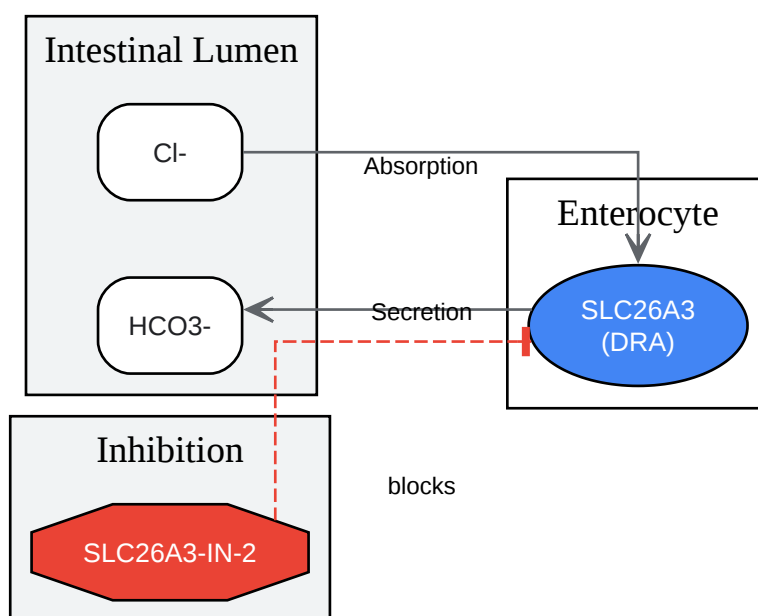 Intestinal Lumen
Cl-
Absorption
Enterocyte
HCO3-
Secretion
SLC26A3
(DRA)
Inhibition
blocks
SLC26A3-IN-2